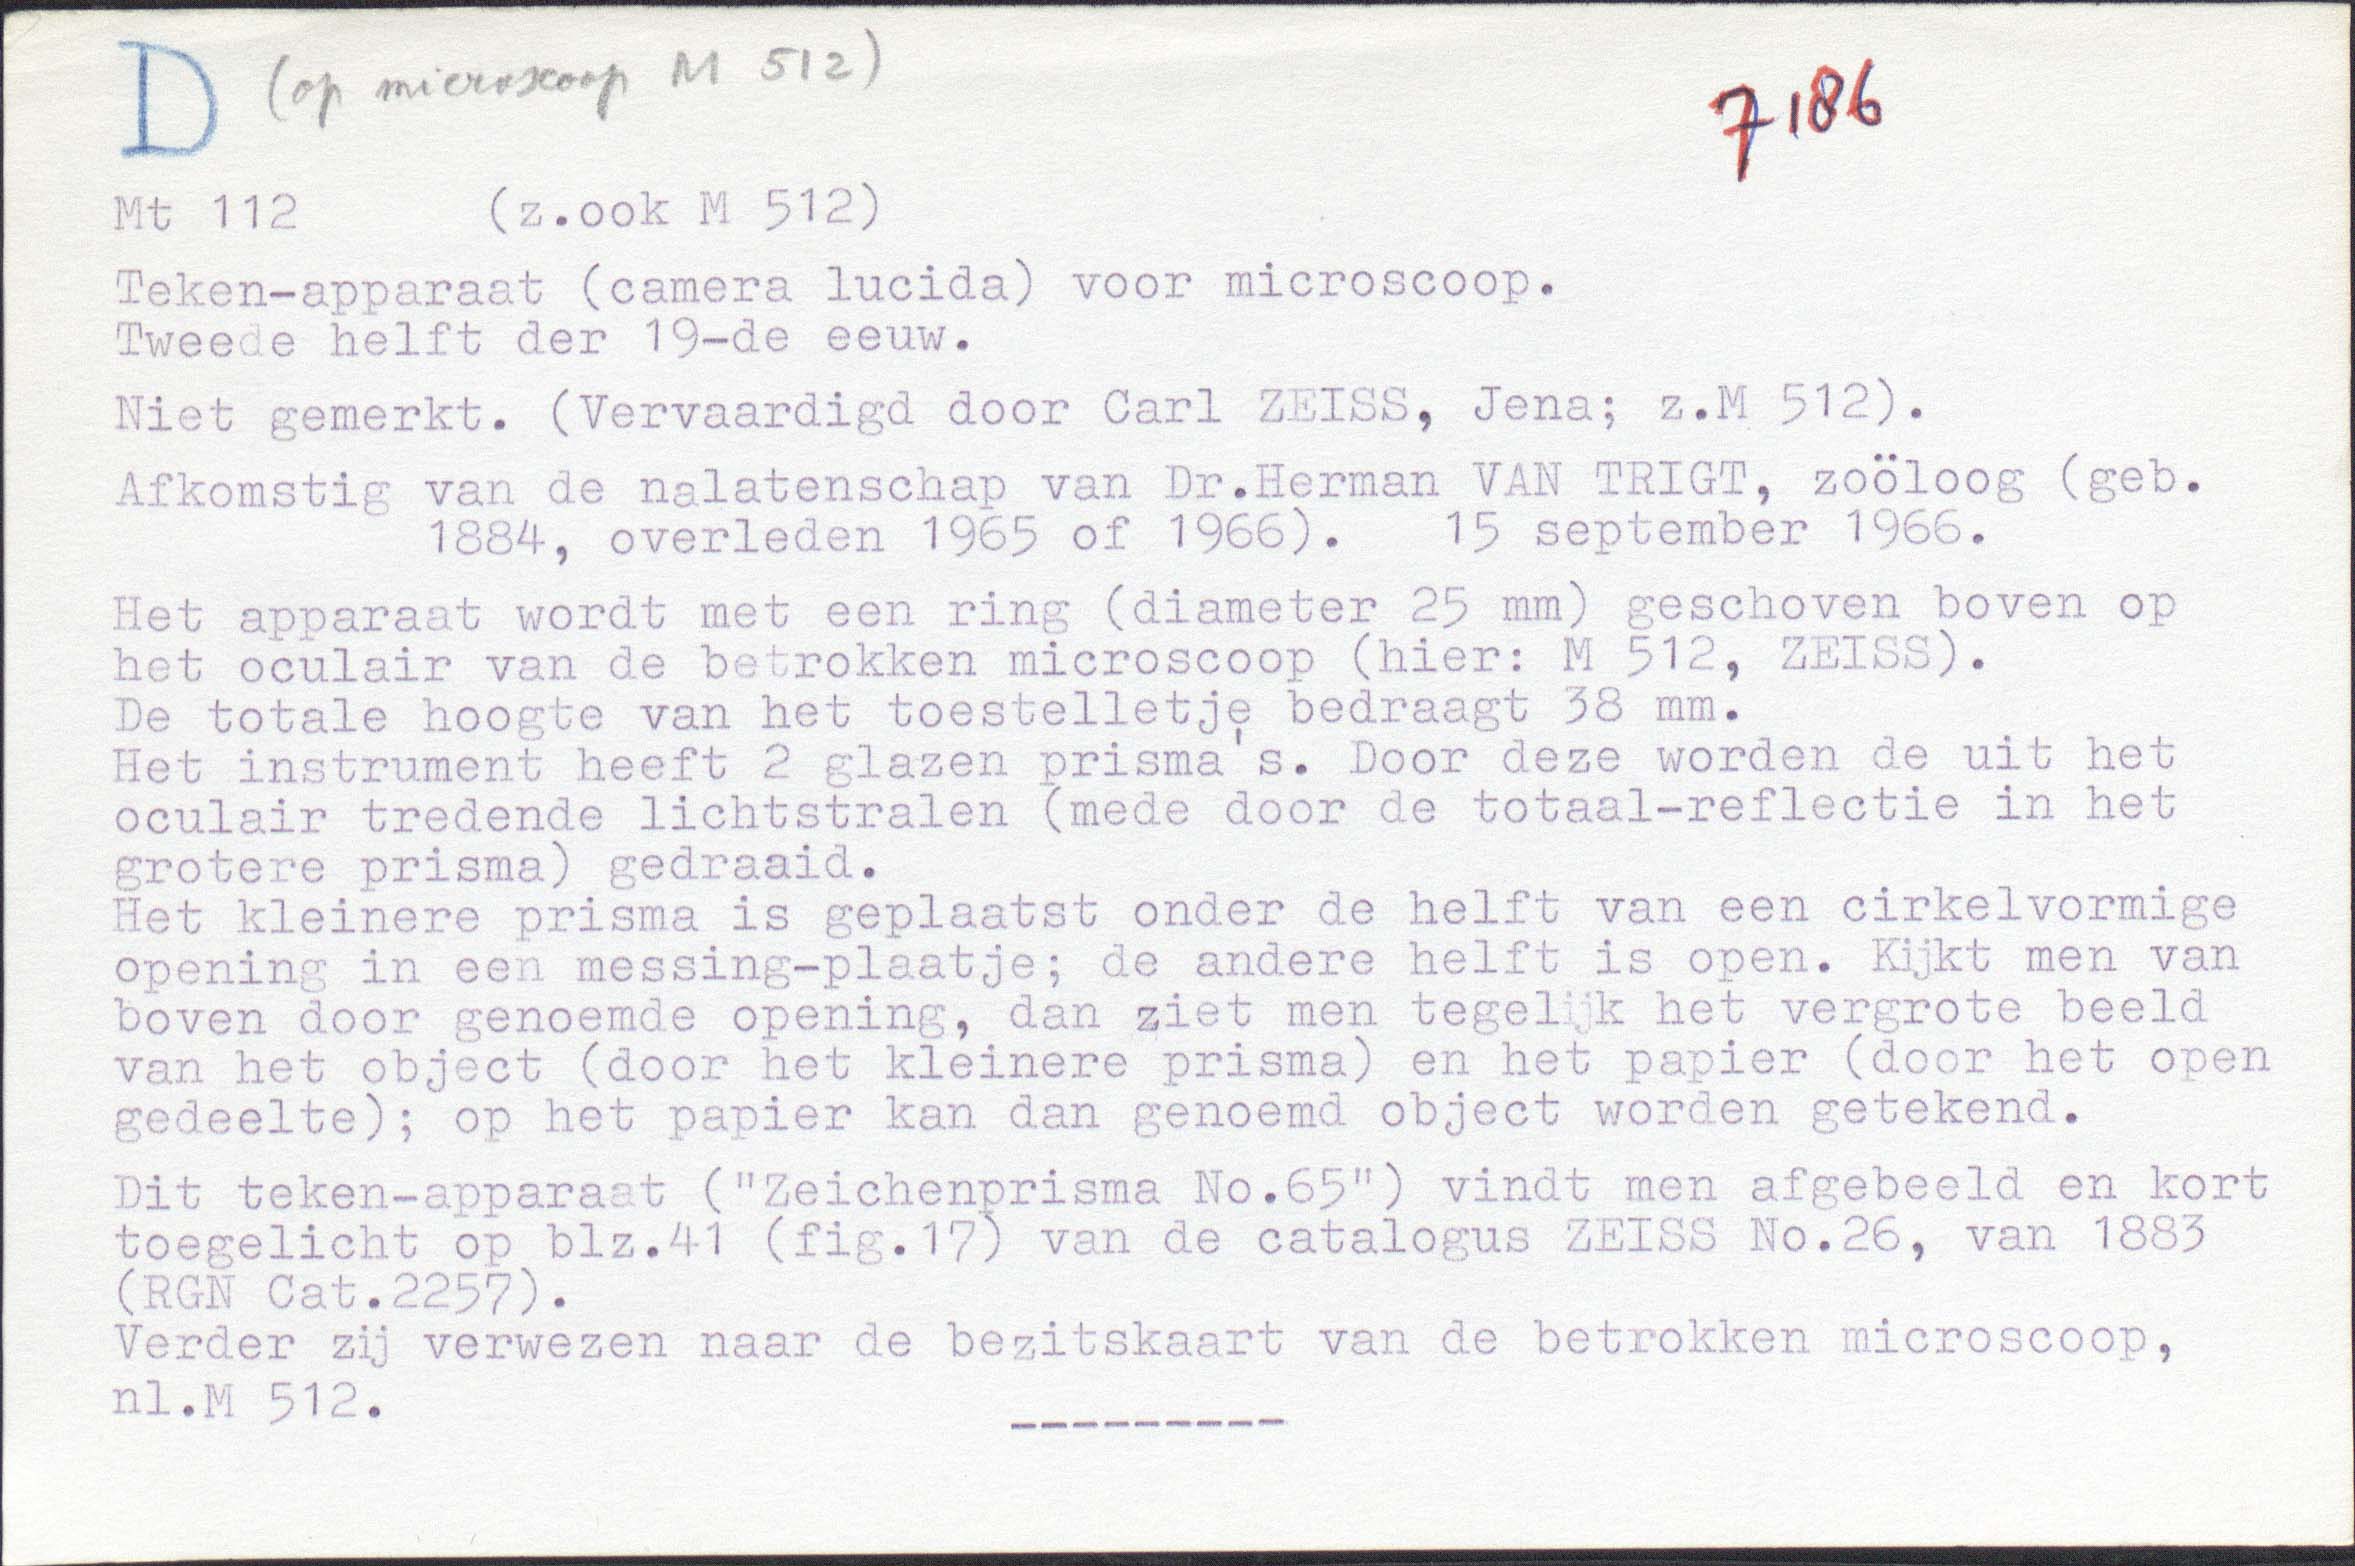 D (op microscoop M 512)
7186
Mt 112 (z.ook M 512)
Teken-apparaat (camera lucida) voor microscoop.
Tweede helft der 19-de eeuw.
Niet gemerkt. (Vervaardigd door Carl ZEISS, Jena; z.M 512).
Afkomstig van de nalatenschap van Dr.Herman VAN TRIGT, zoöloog (geb.
1884, overleden 1965 of 1966). 15 september 1966.
Het apparaat wordt met een ring (diameter 25 mm) geschoven boven op
het oculair van de betrokken microscoop (hier: M 512, ZEISS).
De totale hoogte van het toestelletje bedraagt 38 mm.
Het instrument heeft 2 glazen prisma's. Door deze worden de uit het
oculair tredende lichtstralen (mede door de totaal-reflectie in het
grotere prisma) gedraaid.
Het kleinere prisma is geplaatst onder de helft van een cirkelvormige
opening in een messing-plaatje; de andere helft is open. Kijkt men van
boven door genoemde opening, dan ziet men tegelijk het vergrote beeld
van het object (door het kleinere prisma) en het papier (door het open
gedeelte); op het papier kan dan genoemd object worden getekend.
Dit teken-apparaat ("Zeichenprisma No.65") vindt men afgebeeld en kort
toegelicht op blz.41 (fig.17) van de catalogus ZEISS No.26, van 1883
(RGN Cat.2257).
Verder zij verwezen naar de bezitskaart van de betrokken microscoop,
nl.M 512.
---------